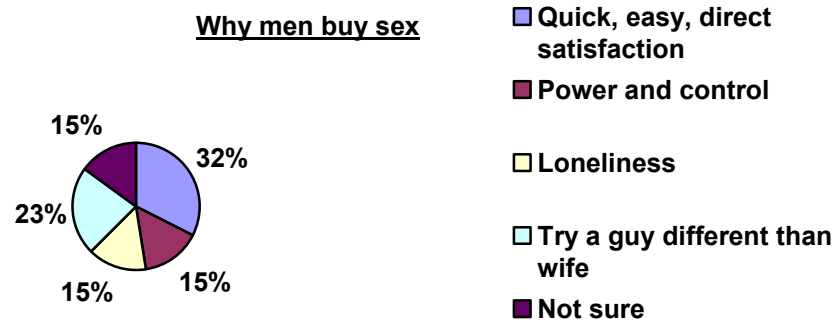 Why men buy sex
Quick, easy, direct
satisfaction
Power and control
Loneliness
Try a guy different than
wife
Not sure
15%
32%
23%
15%
15%